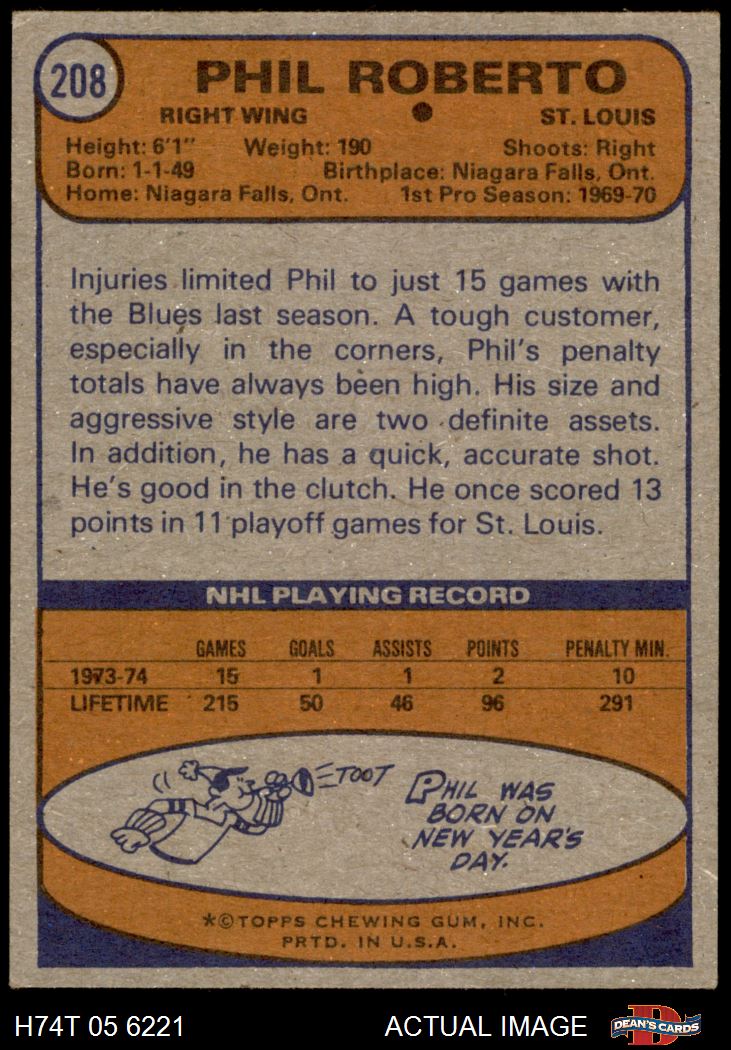 208
PHIL ROBERTO
RIGHT WING ● ST. LOUIS
Height: 6'1" Weight: 190 Shoots: Right
Born: 1-1-49 Birthplace: Niagara Falls, Ont.
Home: Niagara Falls, Ont. 1st Pro Season: 1969-70
Injuries limited Phil to just 15 games with
the Blues last season. A tough customer,
especially in the corners, Phil's penalty
totals have always been high. His size and
aggressive style are two definite assets.
In addition, he has a quick, accurate shot.
He's good in the clutch. He once scored 13
points in 11 playoff games for St. Louis.
NHL PLAYING RECORD
GAMES GOALS ASSISTS POINTS PENALTY MIN.
1973-74 15 1 1 2 10
LIFETIME 215 50 46 96 291
TOOT
PHIL WAS
BORN ON
NEW YEAR'S
DAY.
*©TOPPS CHEWING GUM, INC.
PRTD. IN U.S.A.
H74T 05 6221 ACTUAL IMAGE
D
DEAN'S CARDS